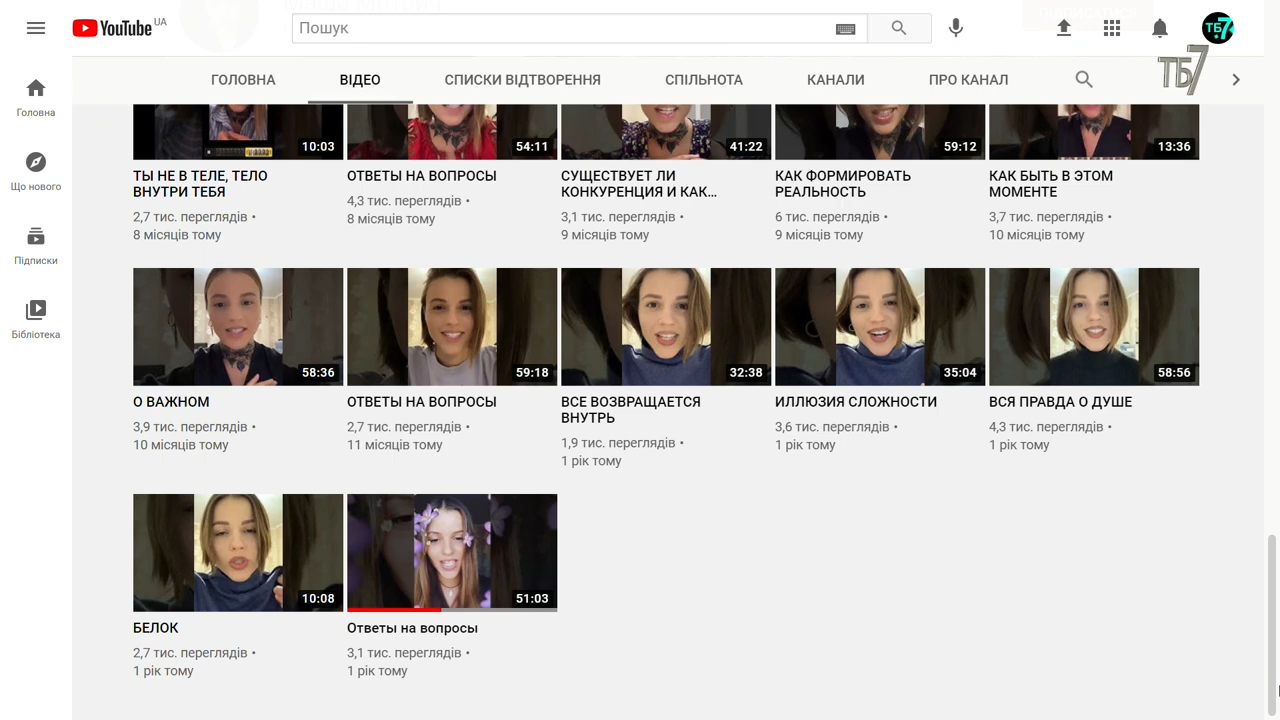 YouTube UA
Пошук
ТБ7
ГОЛОВНА
ВІДЕО
СПИСКИ ВІДТВОРЕННЯ
СПІЛЬНОТА
КАНАЛИ
ПРО КАНАЛ
ТБ7
Головна
Що нового
Підписки
Бібліотека
10:03
54:11
41:22
59:12
13:36
ТЫ НЕ В ТЕЛЕ, ТЕЛО
ВНУТРИ ТЕБЯ
2,7 тис. переглядів •
8 місяців тому
ОТВЕТЫ НА ВОПРОСЫ
4,3 тис. переглядів •
8 місяців тому
СУЩЕСТВУЕТ ЛИ
КОНКУРЕНЦИЯ И КАК...
3,1 тис. переглядів •
9 місяців тому
КАК ФОРМИРОВАТЬ
РЕАЛЬНОСТЬ
6 тис. переглядів •
9 місяців тому
КАК БЫТЬ В ЭТОМ
МОМЕНТЕ
3,7 тис. переглядів •
10 місяців тому
58:36
59:18
32:38
35:04
58:56
О ВАЖНОМ
3,9 тис. переглядів •
10 місяців тому
ОТВЕТЫ НА ВОПРОСЫ
2,7 тис. переглядів •
11 місяців тому
ВСЕ ВОЗВРАЩАЕТСЯ
ВНУТРЬ
1,9 тис. переглядів •
1 рік тому
ИЛЛЮЗИЯ СЛОЖНОСТИ
3,6 тис. переглядів •
1 рік тому
ВСЯ ПРАВДА О ДУШЕ
4,3 тис. переглядів •
1 рік тому
10:08
51:03
БЕЛОК
2,7 тис. переглядів •
1 рік тому
Ответы на вопросы
3,1 тис. переглядів •
1 рік тому